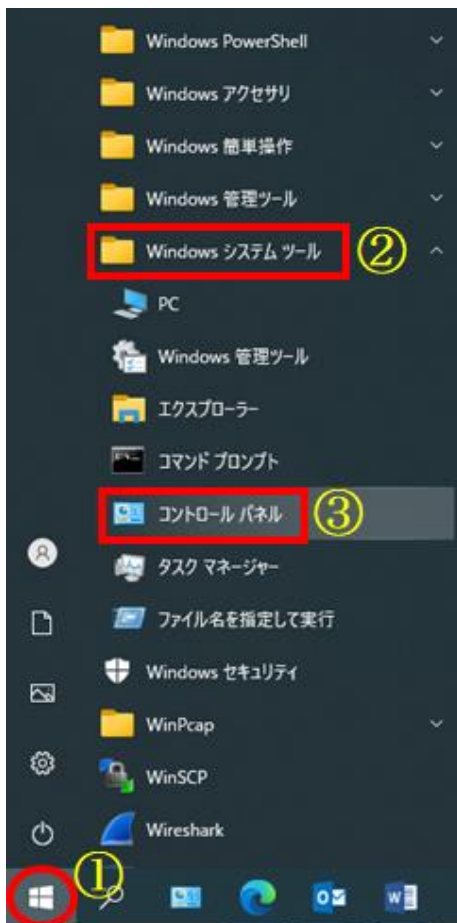 Windows PowerShell
Windows アクセサリ
Windows 簡単操作
Windows 管理ツール
Windows システム ツール ②
PC
Windows 管理ツール
エクスプローラー
コマンド プロンプト
コントロール パネル ③
タスク マネージャー
ファイル名を指定して実行
Windows セキュリティ
WinPcap
WinSCP
Wireshark
①